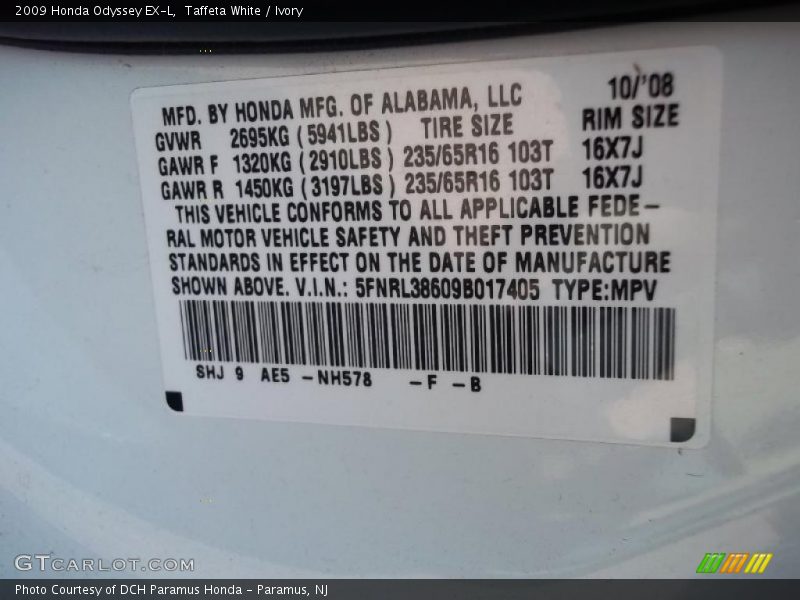 2009 Honda Odyssey EX-L,  Taffeta White / Ivory
MFD. BY HONDA MFG. OF ALABAMA, LLC 10/'08
GVWR 2695KG ( 5941LBS ) TIRE SIZE RIM SIZE
GAWR F 1320KG ( 2910LBS ) 235/65R16 103T 16X7J
GAWR R 1450KG ( 3197LBS ) 235/65R16 103T 16X7J
THIS VEHICLE CONFORMS TO ALL APPLICABLE FEDE-
RAL MOTOR VEHICLE SAFETY AND THEFT PREVENTION
STANDARDS IN EFFECT ON THE DATE OF MANUFACTURE
SHOWN ABOVE. V.I.N.: 5FNRL38609B017405 TYPE:MPV
SHJ 9 AE5 -NH578 -F -B
GTCARLOT.COM
Photo Courtesy of DCH Paramus Honda - Paramus, NJ